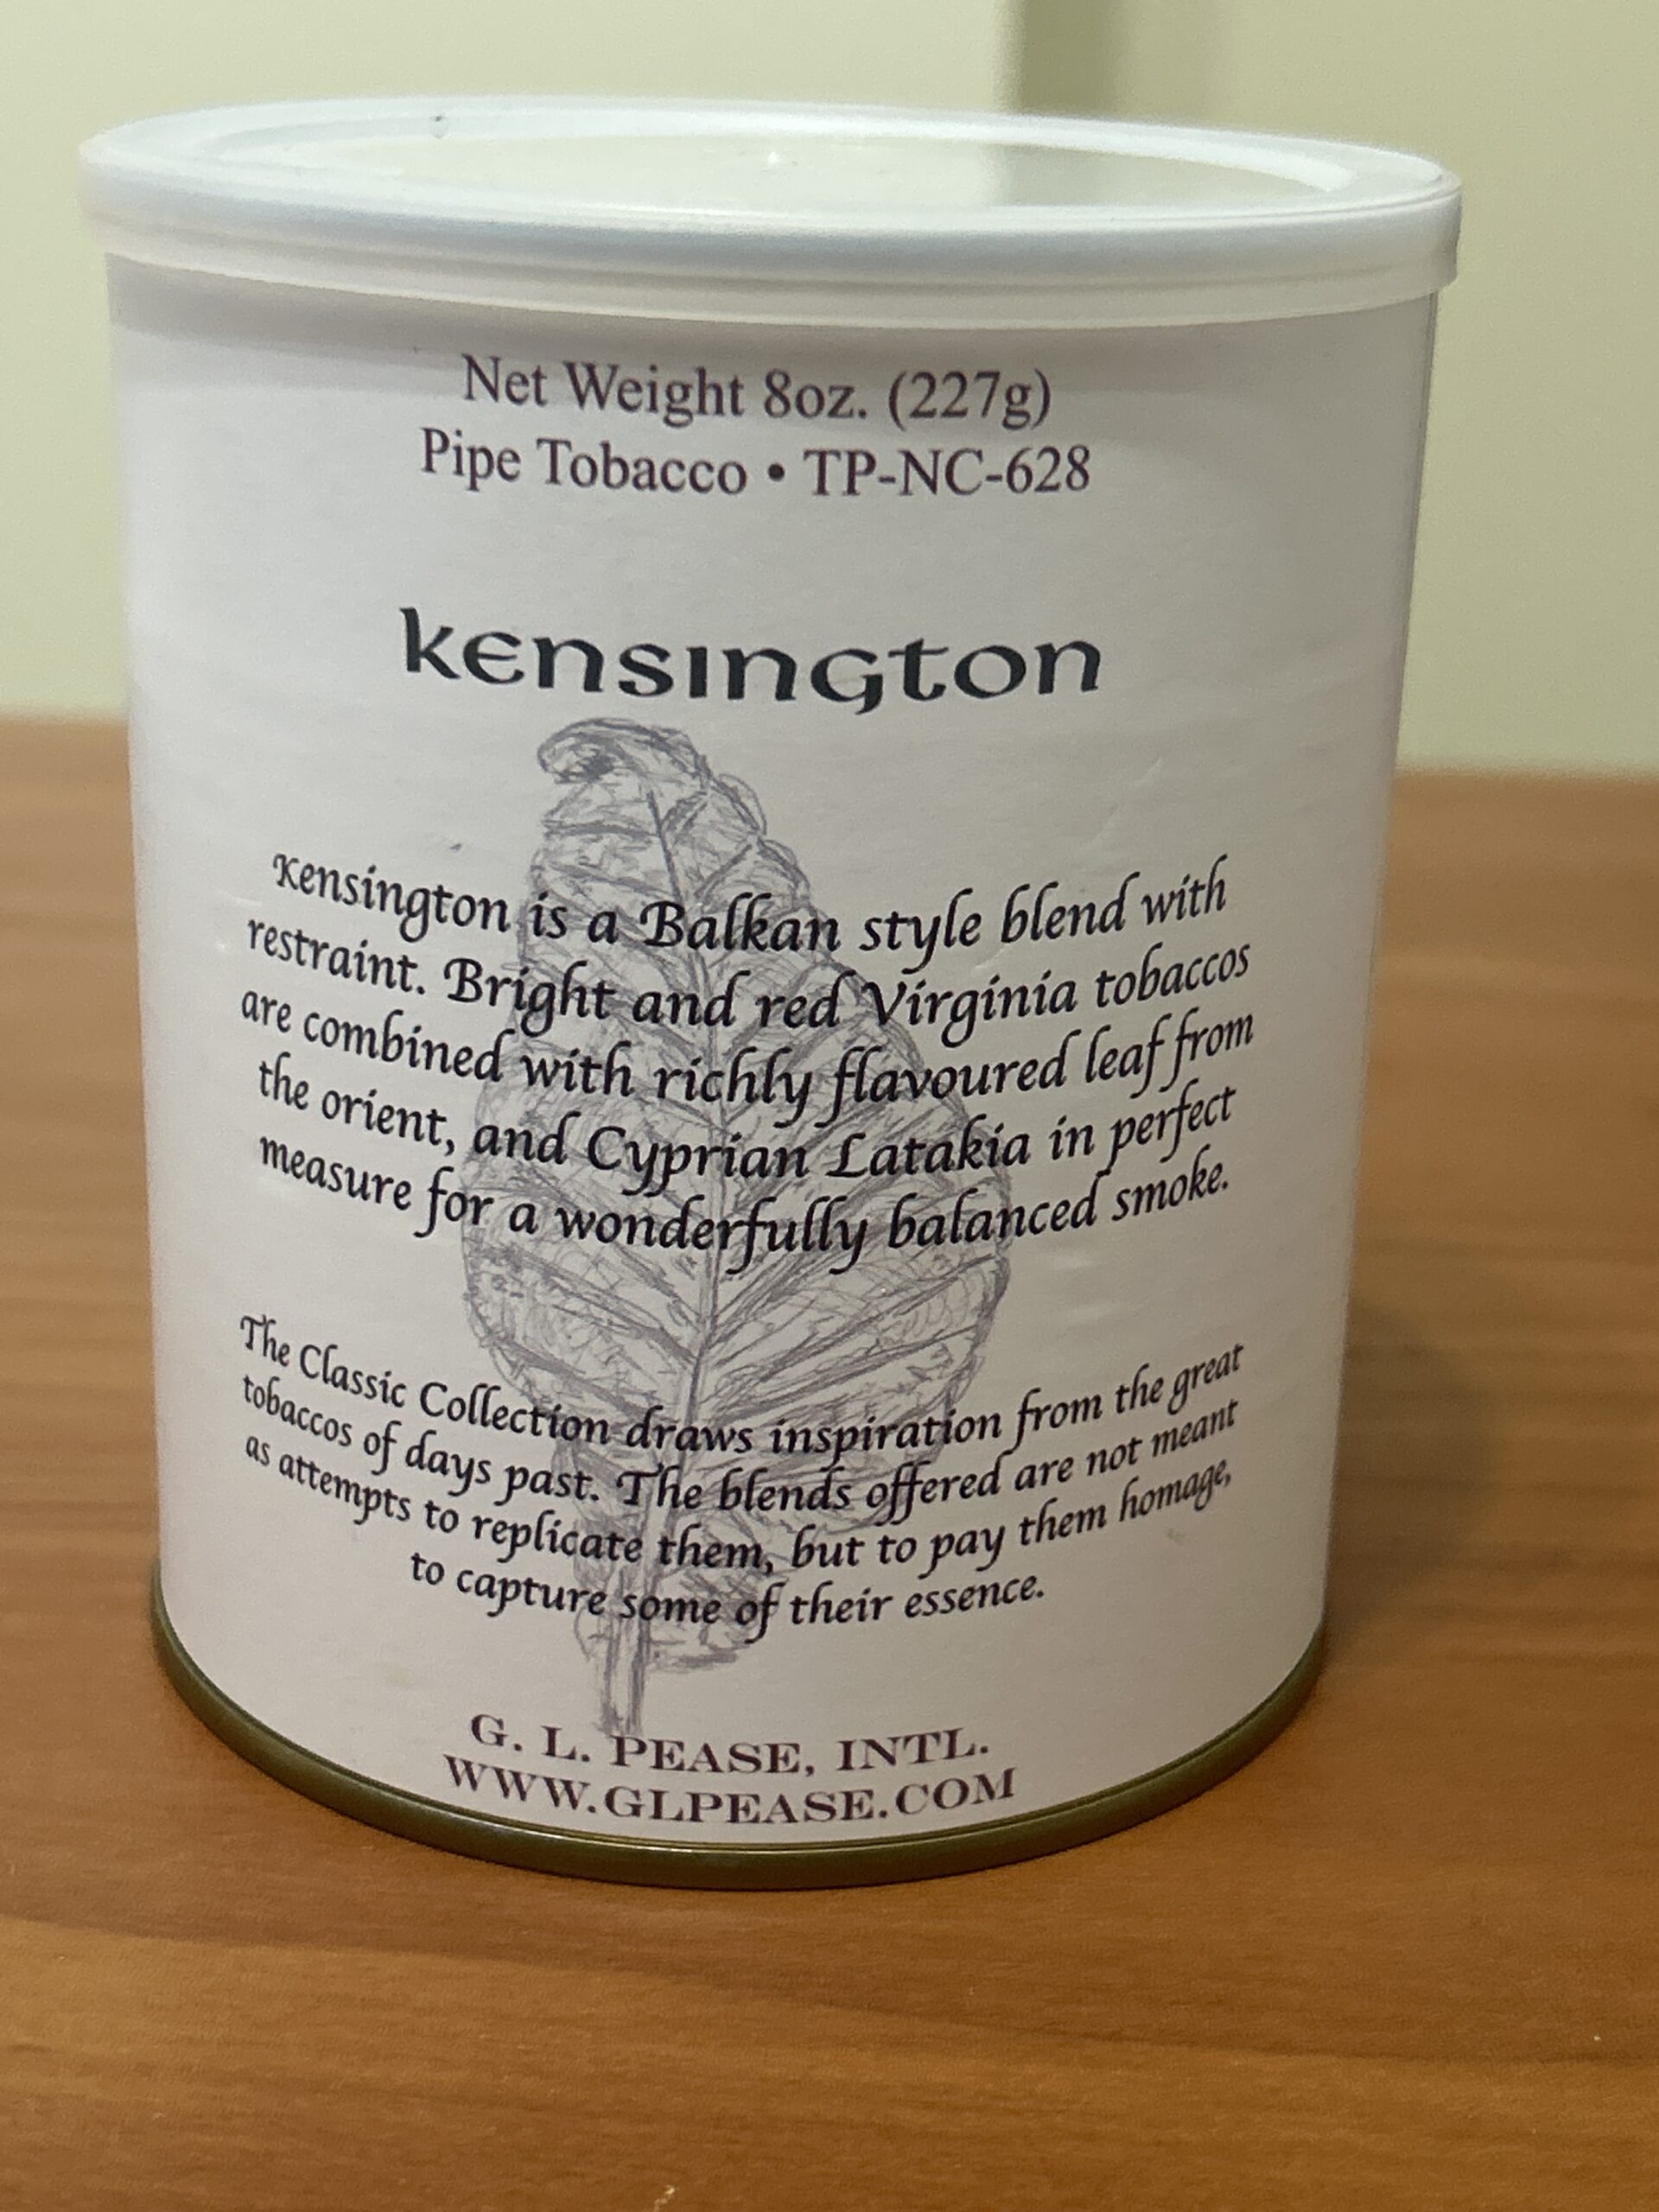 Net Weight 8oz. (227g)
Pipe Tobacco • TP-NC-628
kensington
Kensington is a Balkan style blend with
restraint. Bright and red Virginia tobaccos
are combined with richly flavoured leaf from
the orient, and Cyprian Latakia in perfect
measure for a wonderfully balanced smoke.
The Classic Collection draws inspiration from the great
tobaccos of days past. The blends offered are not meant
as attempts to replicate them, but to pay them homage,
to capture some of their essence.
G. L. PEASE, INTL.
WWW.GLPEASE.COM